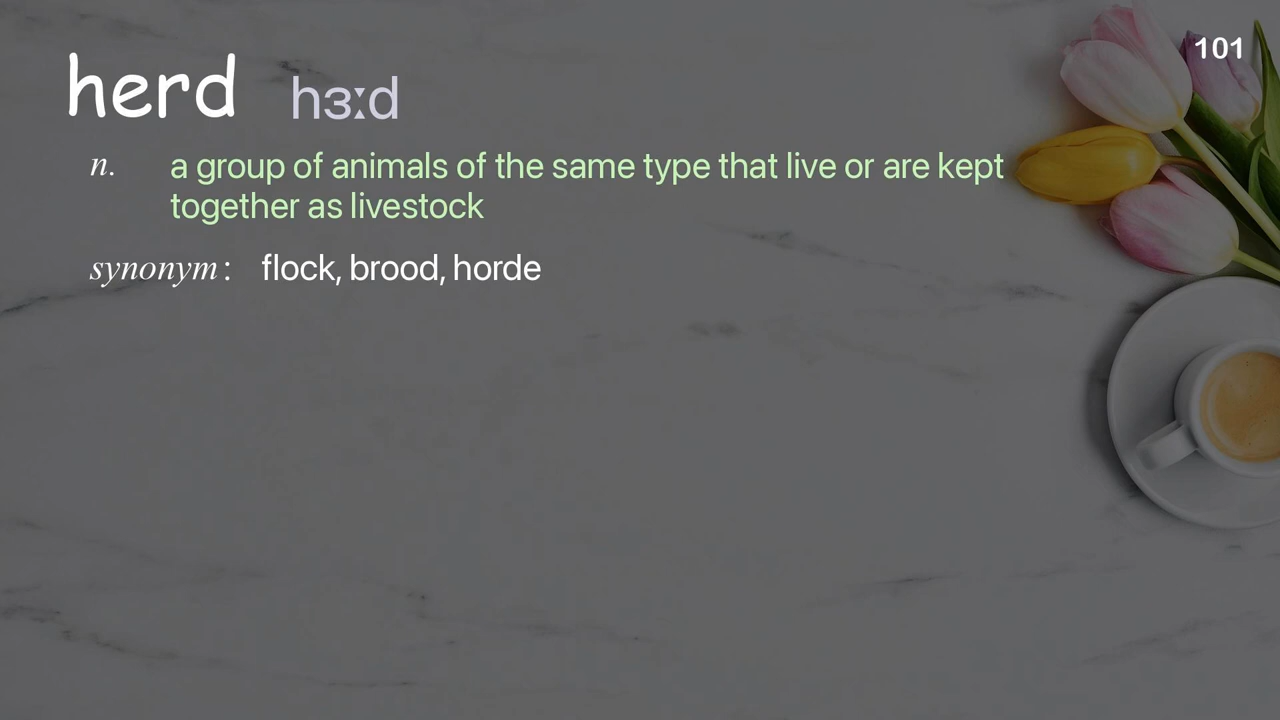 101
herd hɜːd
n. a group of animals of the same type that live or are kept
together as livestock
synonym: flock, brood, horde